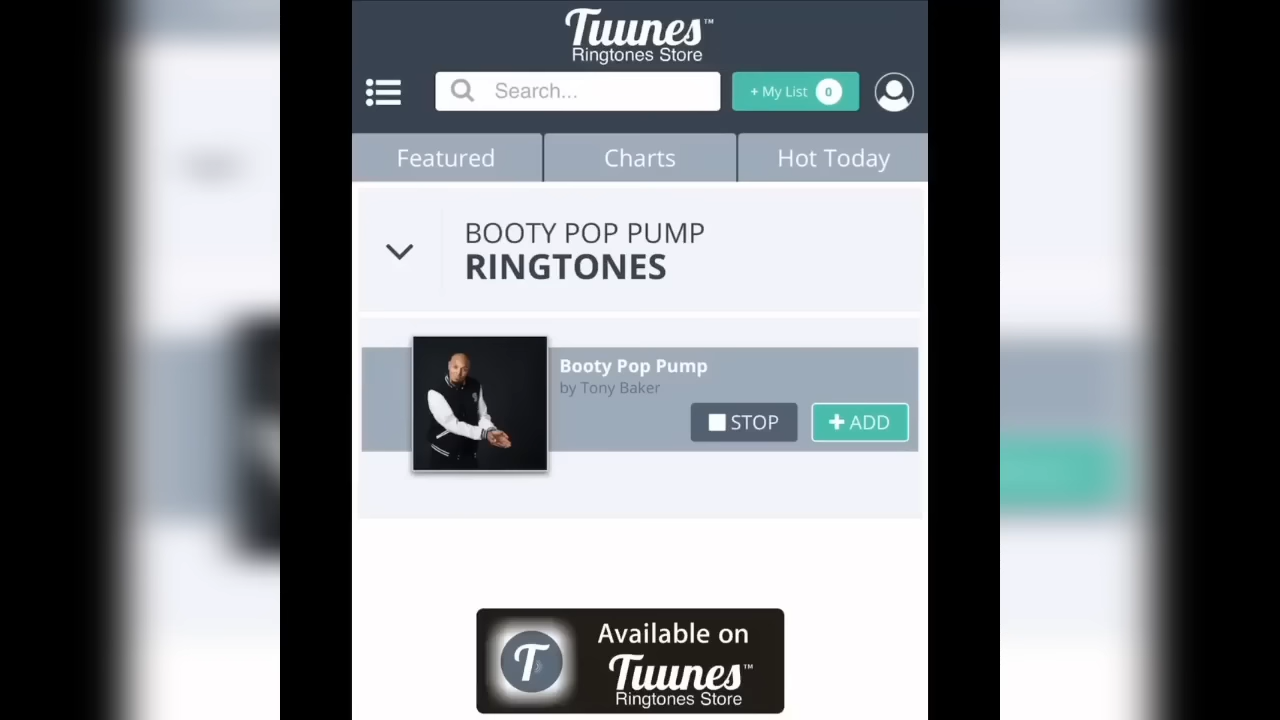 Tuunes™
Ringtones Store
Search...
+ My List 0
Featured Charts Hot Today
BOOTY POP PUMP
RINGTONES
Booty Pop Pump
by Tony Baker
STOP + ADD
T Available on
Tuunes™
Ringtones Store